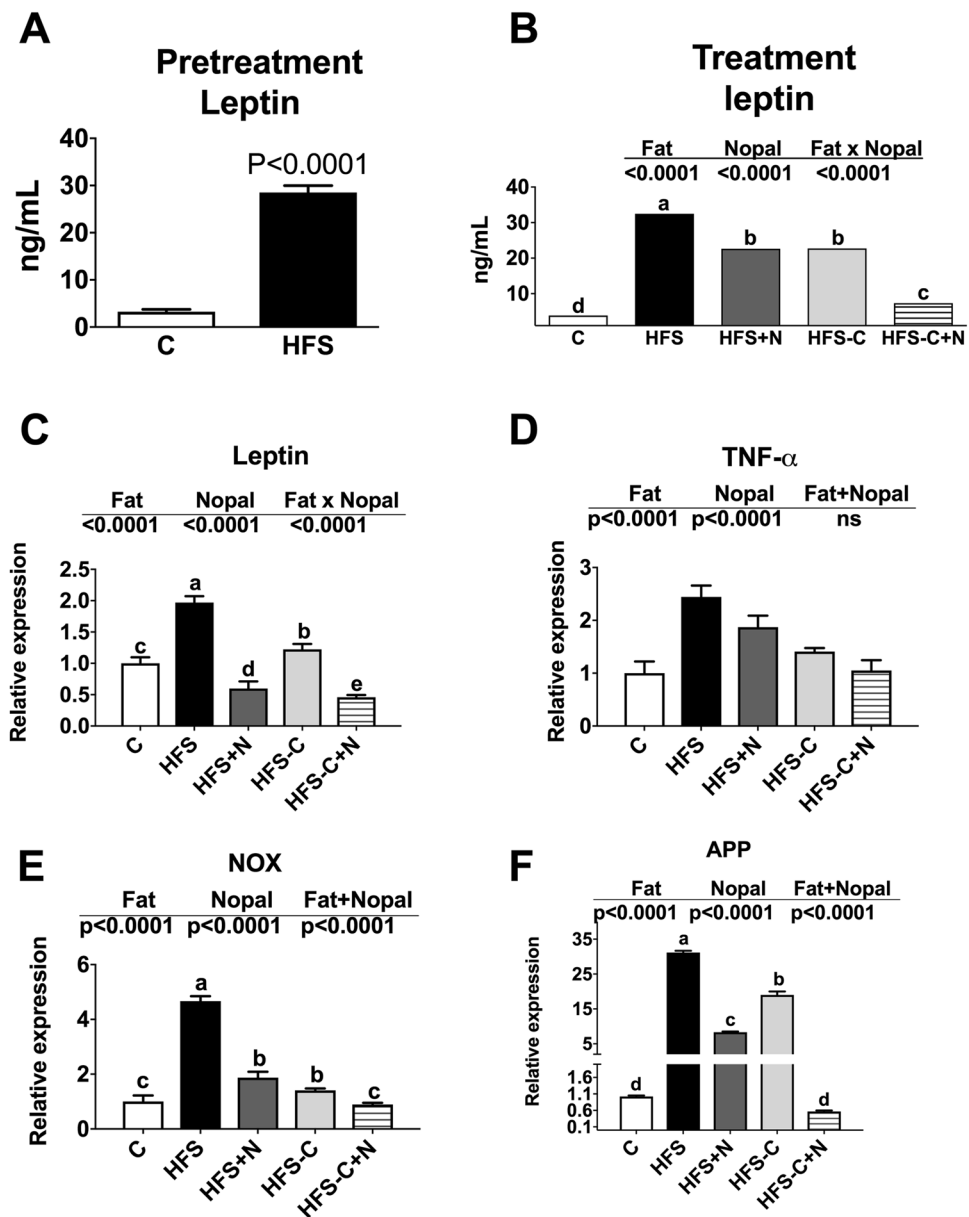 A
Pretreatment
Leptin
ng/mL
40
30
20
10
0
P<0.0001
C HFS
B
Treatment
leptin
Fat Nopal Fat x Nopal
<0.0001 <0.0001 <0.0001
ng/mL
40
30
20
10
d a b b c
C HFS HFS+N HFS-C HFS-C+N
C
Leptin
Fat Nopal Fat x Nopal
<0.0001 <0.0001 <0.0001
Relative expression
2.5
2.0
1.5
1.0
0.5
0.0
c a d b e
C HFS HFS+N HFS-C HFS-C+N
D
TNF-α
Fat Nopal Fat+Nopal
p<0.0001 p<0.0001 ns
Relative expression
3
2
1
0
C HFS HFS+N HFS-C HFS-C+N
E
NOX
Fat Nopal Fat+Nopal
p<0.0001 p<0.0001 p<0.0001
Relative expression
6
4
2
0
c a b b c
C HFS HFS+N HFS-C HFS-C+N
F
APP
Fat Nopal Fat+Nopal
p<0.0001 p<0.0001 p<0.0001
Relative expression
35
25
15
5
1.6
1.1
0.6
0.1
d a c b d
C HFS HFS+N HFS-C HFS-C+N